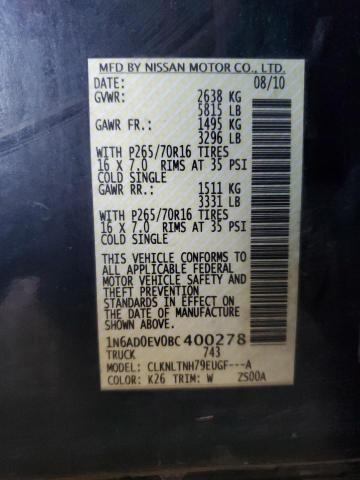 MFD BY NISSAN MOTOR CO., LTD.
DATE: 08/10
GVWR: 2638 KG
5815 LB
GAWR FR.: 1495 KG
3296 LB
WITH P265/70R16 TIRES
16 X 7.0 RIMS AT 35 PSI
COLD SINGLE
GAWR RR.: 1511 KG
3331 LB
WITH P265/70R16 TIRES
16 X 7.0 RIMS AT 35 PSI
COLD SINGLE
THIS VEHICLE CONFORMS TO
ALL APPLICABLE FEDERAL
MOTOR VEHICLE SAFETY AND
AND THEFT PREVENTION
STANDARDS IN EFFECT ON THE
DATE OF MANUFACTURE SHOWN
ABOVE.
1N6AD0EV0BC400278
TRUCK 743
MODEL: CLKNLTNH79EUGF---A
COLOR: K26 TRIM: W ZS00A